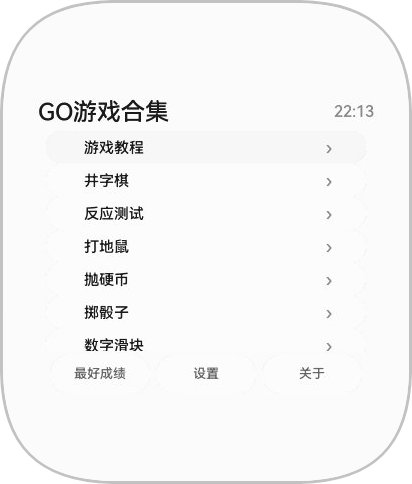 GO游戏合集 22:13
游戏教程 ›
井字棋 ›
反应测试 ›
打地鼠 ›
抛硬币 ›
掷骰子 ›
数字滑块 ›
最好成绩 设置 关于